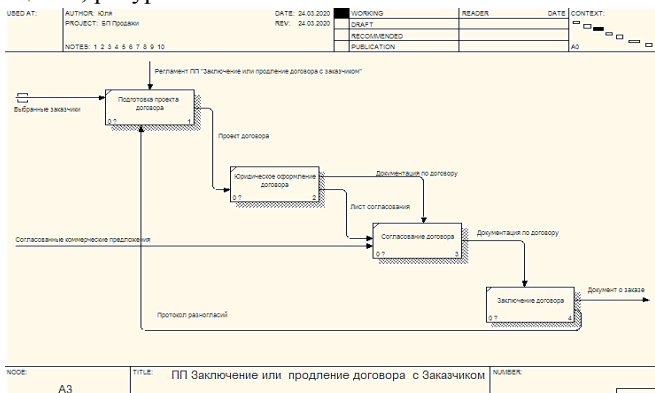 USED AT: AUTHOR: Юля DATE: 24.03.2020 WORKING READER DATE CONTEXT:
PROJECT: БП Продажи REV: 24.03.2020 DRAFT
RECOMMENDED
NOTES: 1 2 3 4 5 6 7 8 9 10 PUBLICATION A0
Регламент ПП "Заключение или продление договора с заказчиком"
Выбранные заказчики
Подготовка проекта
договора
0 ? 1
Проект договора
Юридическое оформление
договора
0 ? 2
Документация по договору
Лист согласования
Согласованные коммерческие предложения
Согласование договора
0 ? 3
Документация по договору
Заключение договора
0 ? 4
Документ о заказе
Протокол разногласий
NODE: TITLE: ПП Заключение или продление договора с Заказчиком NUMBER:
A3